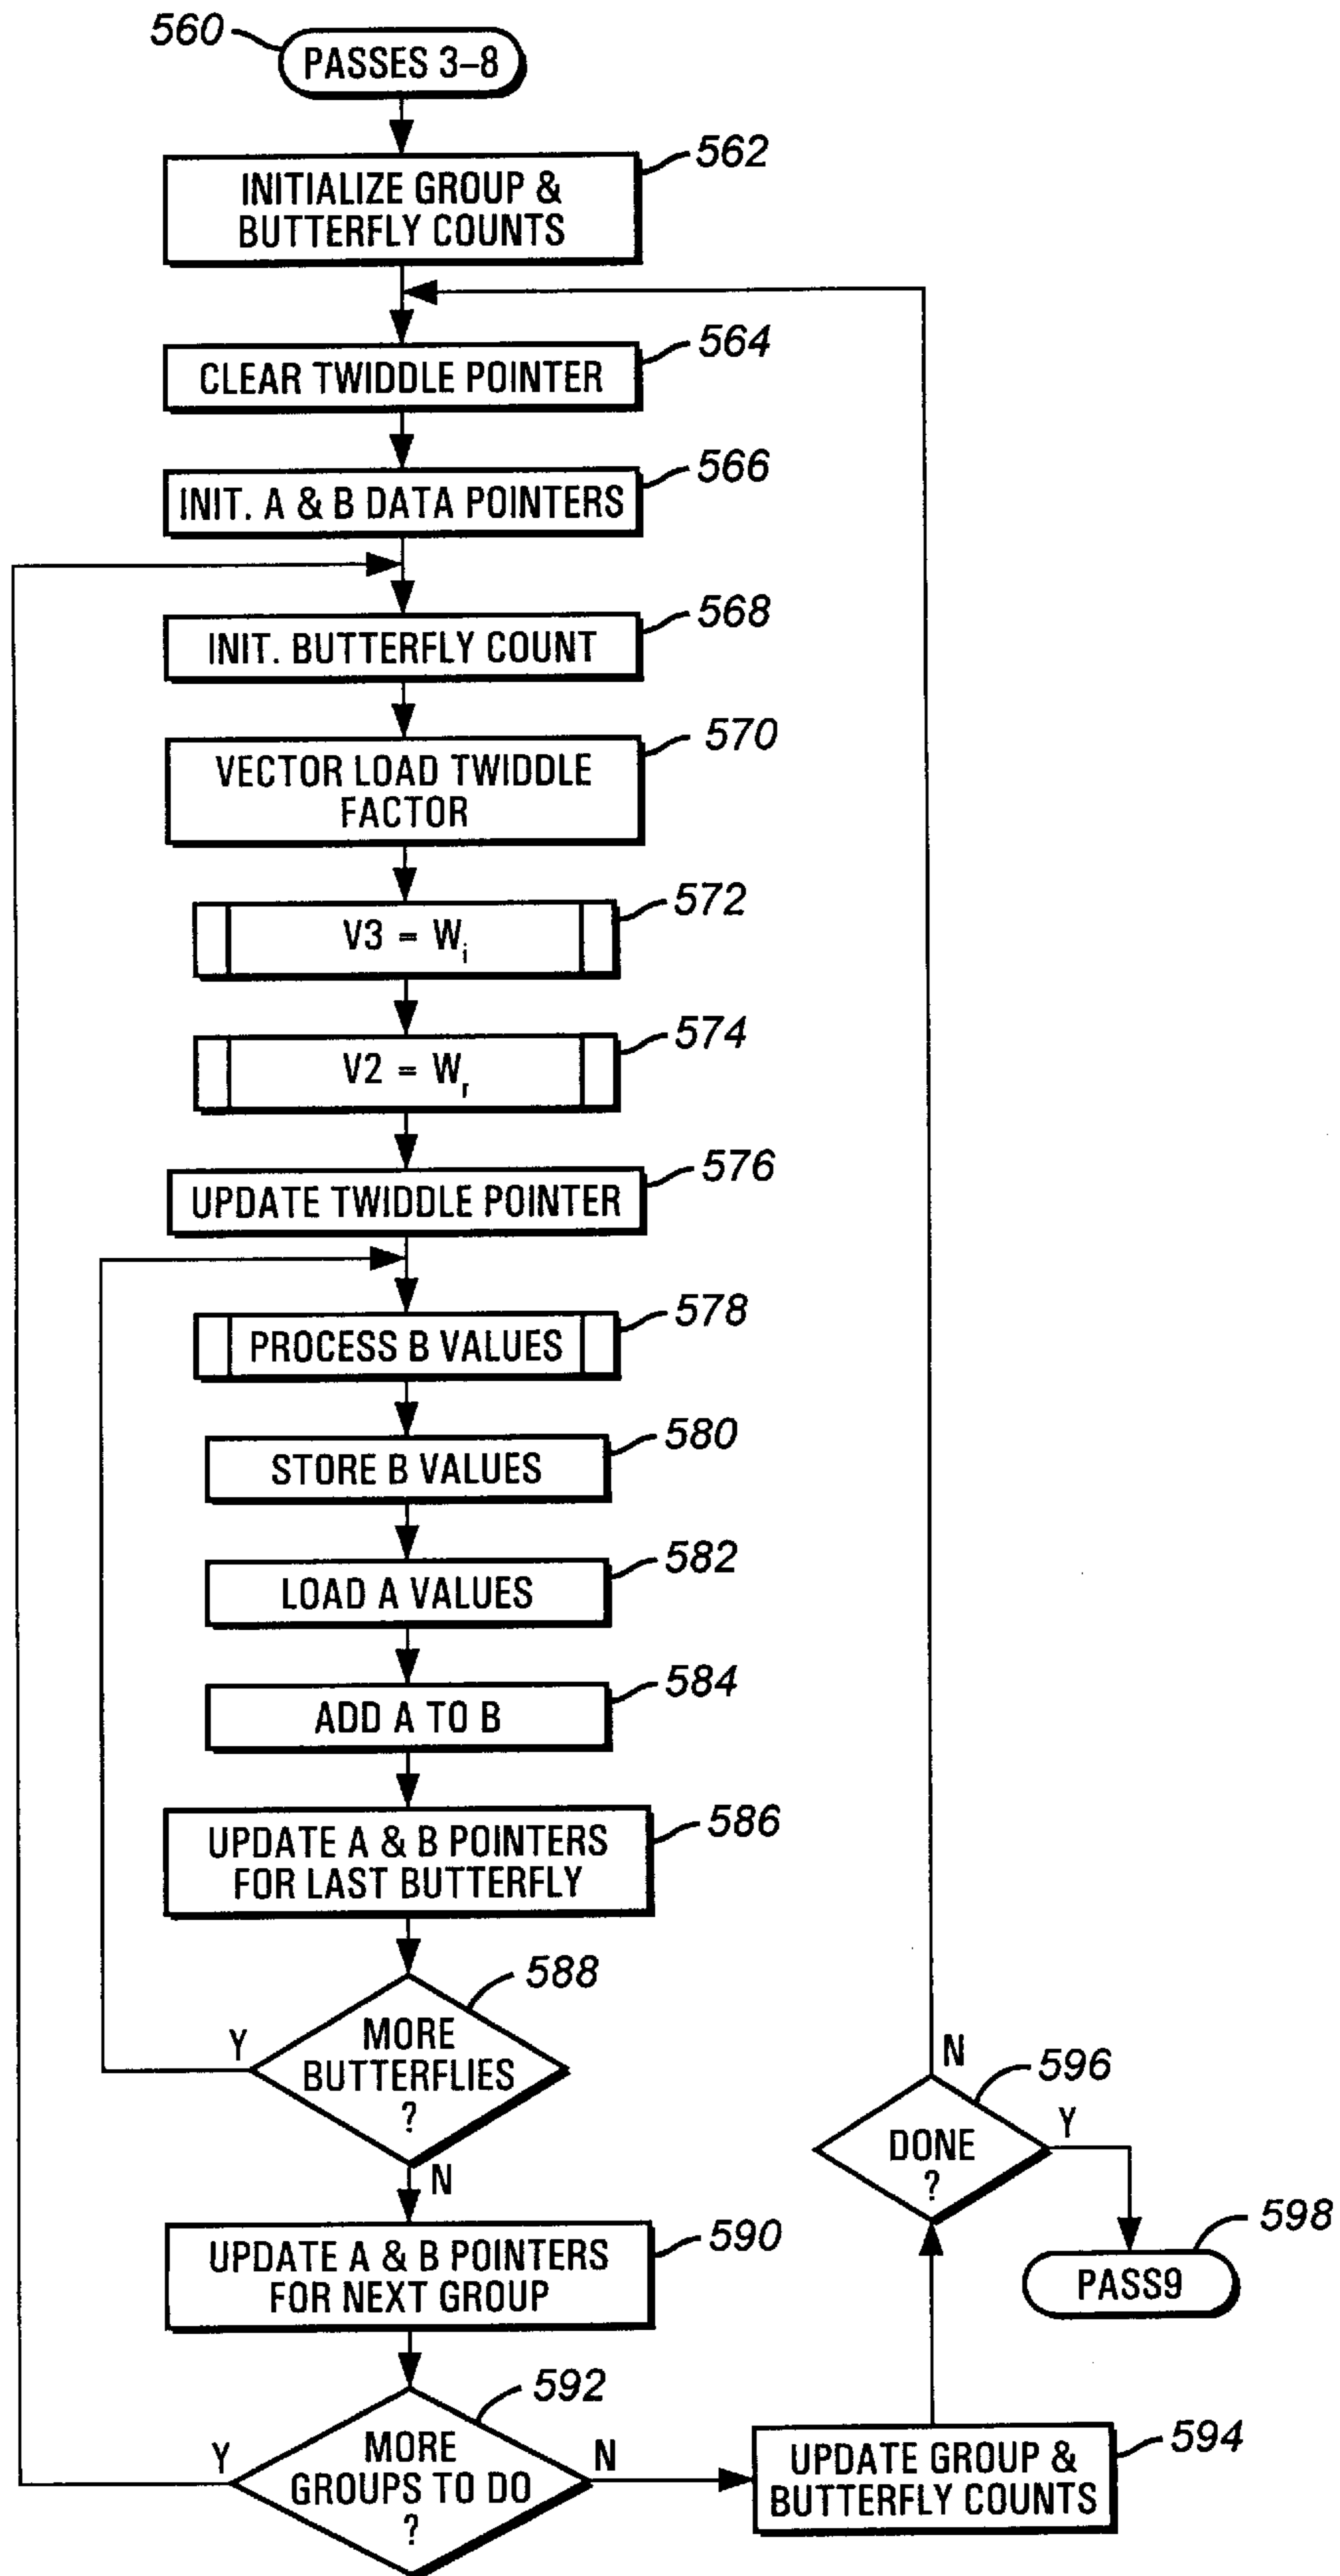 560
PASSES 3–8
562
INITIALIZE GROUP &
BUTTERFLY COUNTS
564
CLEAR TWIDDLE POINTER
566
INIT. A & B DATA POINTERS
568
INIT. BUTTERFLY COUNT
570
VECTOR LOAD TWIDDLE
FACTOR
572
V3 = Wi
574
V2 = Wr
576
UPDATE TWIDDLE POINTER
578
PROCESS B VALUES
580
STORE B VALUES
582
LOAD A VALUES
584
ADD A TO B
586
UPDATE A & B POINTERS
FOR LAST BUTTERFLY
588
Y
MORE
BUTTERFLIES
?
N
590
UPDATE A & B POINTERS
FOR NEXT GROUP
592
Y
MORE
GROUPS TO DO
?
N
594
UPDATE GROUP &
BUTTERFLY COUNTS
N
596
DONE
?
Y
598
PASS9